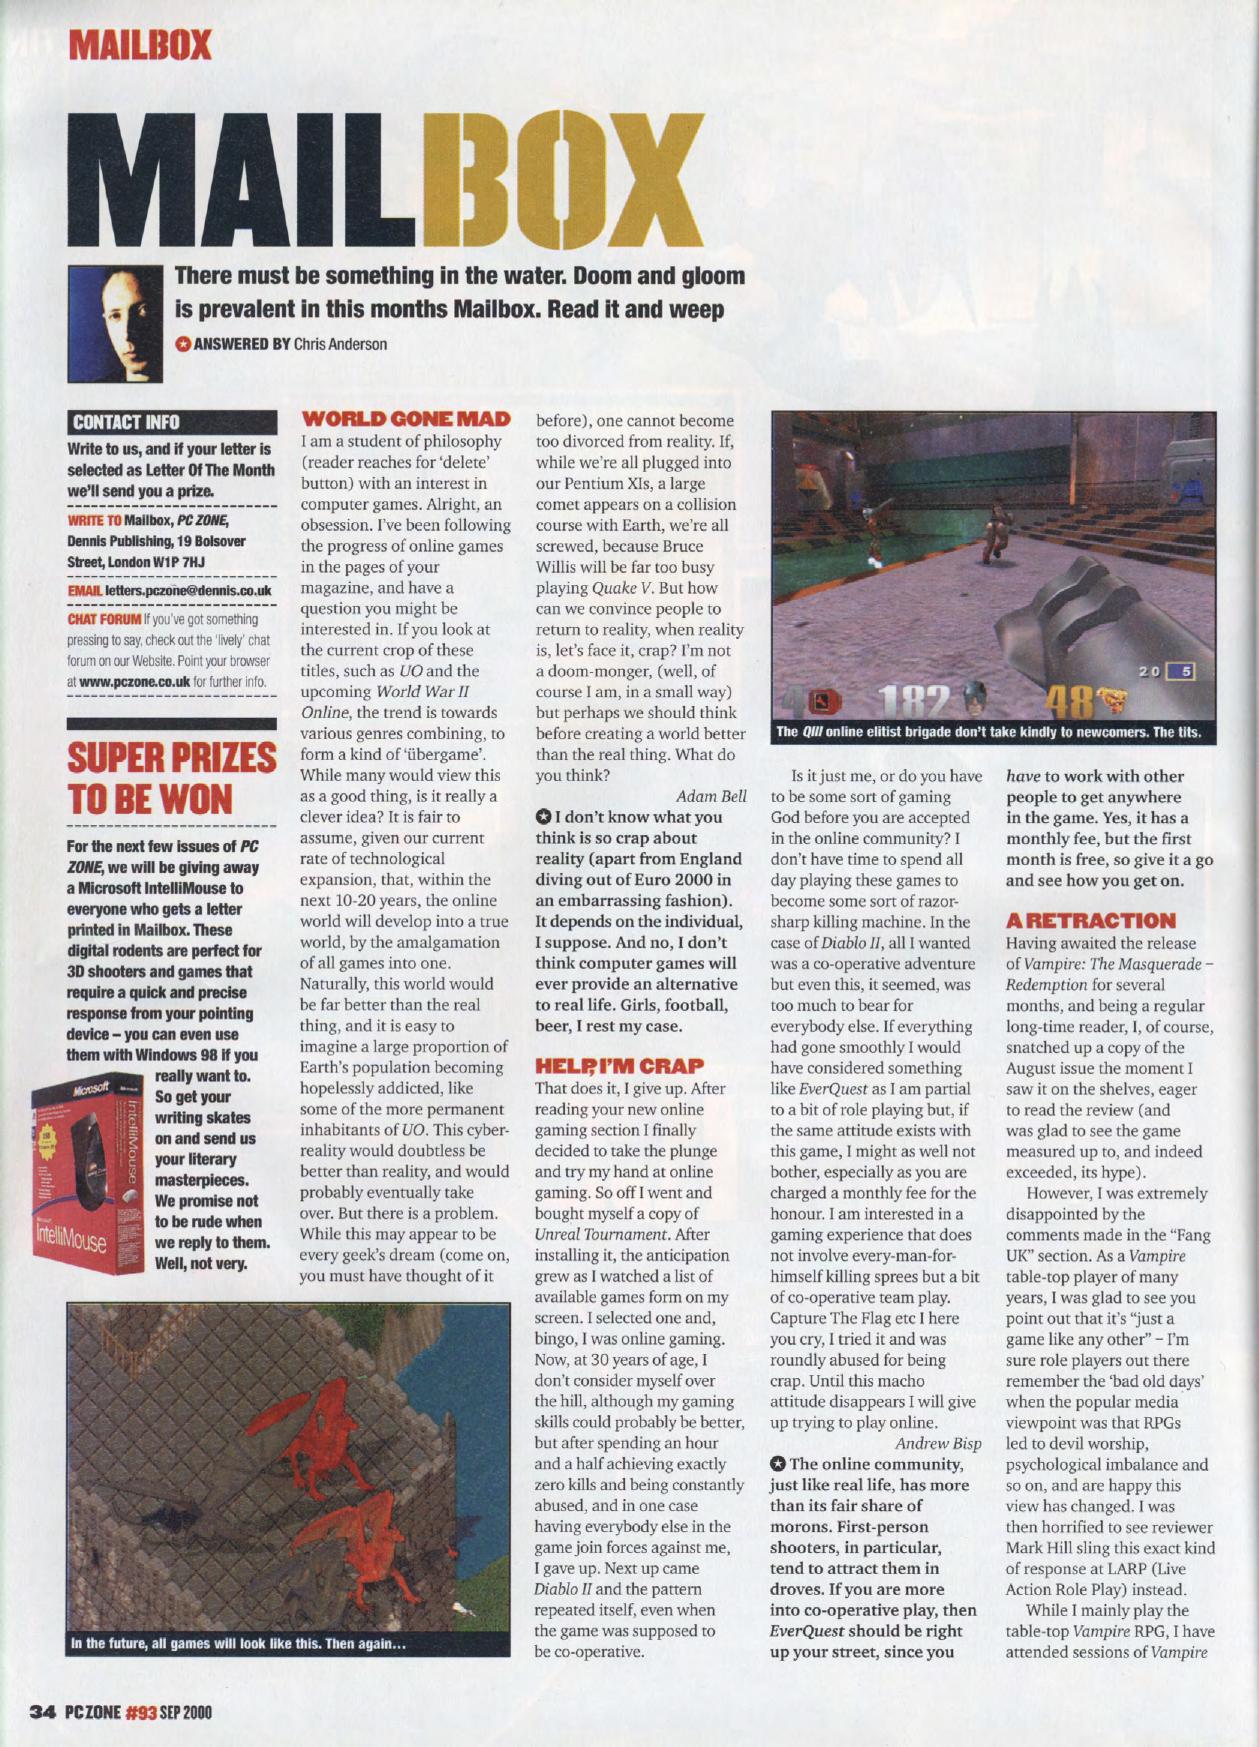 MAILBOX
MAILBOX
There must be something in the water. Doom and gloom
is prevalent in this months Mailbox. Read it and weep
ANSWERED BY Chris Anderson
CONTACT INFO
Write to us, and if your letter is
selected as Letter Of The Month
we'll send you a prize.
WRITE TO Mailbox, PC ZONE,
Dennis Publishing, 19 Bolsover
Street, London W1P 7HJ
EMAIL letters.pczone@dennis.co.uk
CHAT FORUM If you've got something
pressing to say, check out the 'lively' chat
forum on our Website. Point your browser
at www.pczone.co.uk for further info.
SUPER PRIZES
TO BE WON
For the next few issues of PC
ZONE, we will be giving away
a Microsoft IntelliMouse to
everyone who gets a letter
printed in Mailbox. These
digital rodents are perfect for
3D shooters and games that
require a quick and precise
response from your pointing
device – you can even use
them with Windows 98 if you
really want to.
So get your
writing skates
on and send us
your literary
masterpieces.
We promise not
to be rude when
we reply to them.
Well, not very.
Microsoft
IntelliMouse
IntelliMouse
WORLD GONE MAD
I am a student of philosophy
(reader reaches for 'delete'
button) with an interest in
computer games. Alright, an
obsession. I've been following
the progress of online games
in the pages of your
magazine, and have a
question you might be
interested in. If you look at
the current crop of these
titles, such as UO and the
upcoming World War II
Online, the trend is towards
various genres combining, to
form a kind of 'übergame'.
While many would view this
as a good thing, is it really a
clever idea? It is fair to
assume, given our current
rate of technological
expansion, that, within the
next 10-20 years, the online
world will develop into a true
world, by the amalgamation
of all games into one.
Naturally, this world would
be far better than the real
thing, and it is easy to
imagine a large proportion of
Earth's population becoming
hopelessly addicted, like
some of the more permanent
inhabitants of UO. This cyber-
reality would doubtless be
better than reality, and would
probably eventually take
over. But there is a problem.
While this may appear to be
every geek's dream (come on,
you must have thought of it
In the future, all games will look like this. Then again...
before), one cannot become
too divorced from reality. If,
while we're all plugged into
our Pentium XIs, a large
comet appears on a collision
course with Earth, we're all
screwed, because Bruce
Willis will be far too busy
playing Quake V. But how
can we convince people to
return to reality, when reality
is, let's face it, crap? I'm not
a doom-monger, (well, of
course I am, in a small way)
but perhaps we should think
before creating a world better
than the real thing. What do
you think?
Adam Bell
I don't know what you
think is so crap about
reality (apart from England
diving out of Euro 2000 in
an embarrassing fashion).
It depends on the individual,
I suppose. And no, I don't
think computer games will
ever provide an alternative
to real life. Girls, football,
beer, I rest my case.
HELP, I'M CRAP
That does it, I give up. After
reading your new online
gaming section I finally
decided to take the plunge
and try my hand at online
gaming. So off I went and
bought myself a copy of
Unreal Tournament. After
installing it, the anticipation
grew as I watched a list of
available games form on my
screen. I selected one and,
bingo, I was online gaming.
Now, at 30 years of age, I
don't consider myself over
the hill, although my gaming
skills could probably be better,
but after spending an hour
and a half achieving exactly
zero kills and being constantly
abused, and in one case
having everybody else in the
game join forces against me,
I gave up. Next up came
Diablo II and the pattern
repeated itself, even when
the game was supposed to
be co-operative.
20 5
4 182 48
The QIII online elitist brigade don't take kindly to newcomers. The tits.
Is it just me, or do you have
to be some sort of gaming
God before you are accepted
in the online community? I
don't have time to spend all
day playing these games to
become some sort of razor-
sharp killing machine. In the
case of Diablo II, all I wanted
was a co-operative adventure
but even this, it seemed, was
too much to bear for
everybody else. If everything
had gone smoothly I would
have considered something
like EverQuest as I am partial
to a bit of role playing but, if
the same attitude exists with
this game, I might as well not
bother, especially as you are
charged a monthly fee for the
honour. I am interested in a
gaming experience that does
not involve every-man-for-
himself killing sprees but a bit
of co-operative team play.
Capture The Flag etc I here
you cry, I tried it and was
roundly abused for being
crap. Until this macho
attitude disappears I will give
up trying to play online.
Andrew Bisp
The online community,
just like real life, has more
than its fair share of
morons. First-person
shooters, in particular,
tend to attract them in
droves. If you are more
into co-operative play, then
EverQuest should be right
up your street, since you
have to work with other
people to get anywhere
in the game. Yes, it has a
monthly fee, but the first
month is free, so give it a go
and see how you get on.
A RETRACTION
Having awaited the release
of Vampire: The Masquerade –
Redemption for several
months, and being a regular
long-time reader, I, of course,
snatched up a copy of the
August issue the moment I
saw it on the shelves, eager
to read the review (and
was glad to see the game
measured up to, and indeed
exceeded, its hype).
However, I was extremely
disappointed by the
comments made in the "Fang
UK" section. As a Vampire
table-top player of many
years, I was glad to see you
point out that it's "just a
game like any other" – I'm
sure role players out there
remember the 'bad old days'
when the popular media
viewpoint was that RPGs
led to devil worship,
psychological imbalance and
so on, and are happy this
view has changed. I was
then horrified to see reviewer
Mark Hill sling this exact kind
of response at LARP (Live
Action Role Play) instead.
While I mainly play the
table-top Vampire RPG, I have
attended sessions of Vampire
34 PCZONE #93 SEP 2000